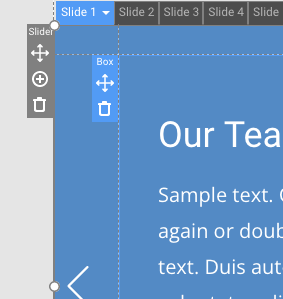 Slide 1 Slide 2 Slide 3 Slide 4 Slide
Slider
Box
Our Tea
Sample text. 
again or doub
text. Duis aut